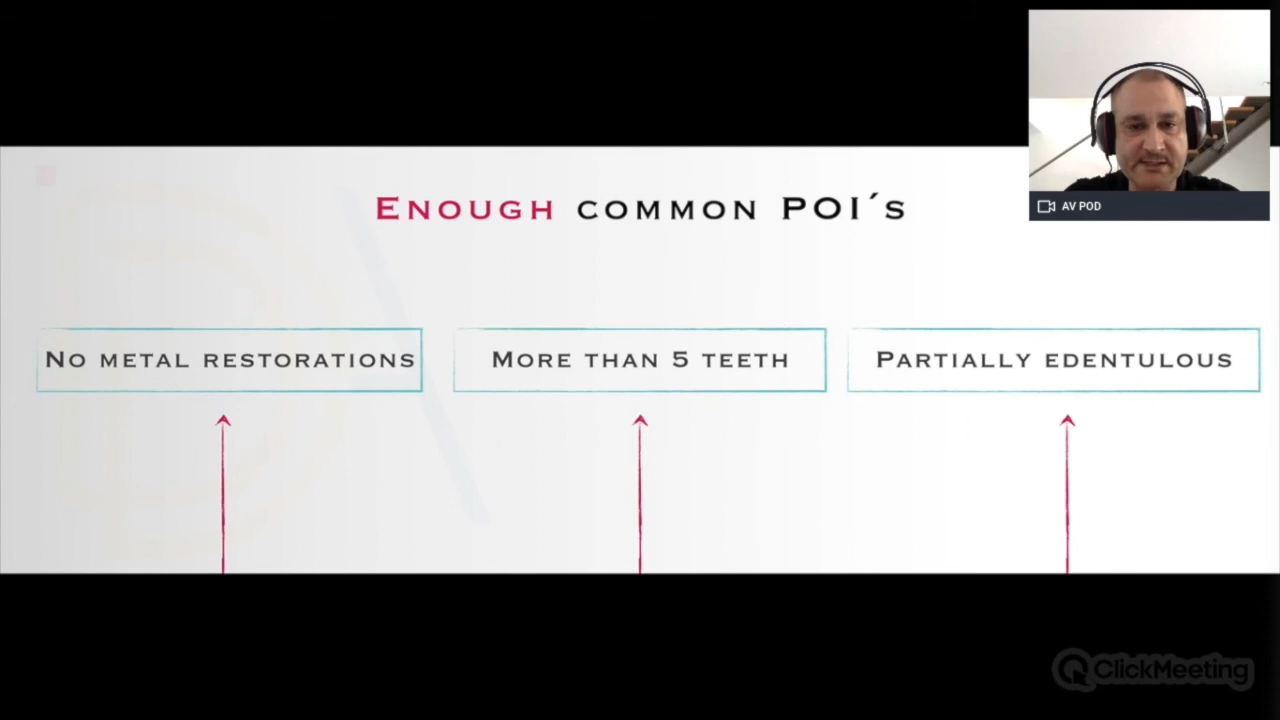 AV POD
Enough common POI´s
No metal restorations
More than 5 teeth
Partially edentulous
ClickMeeting